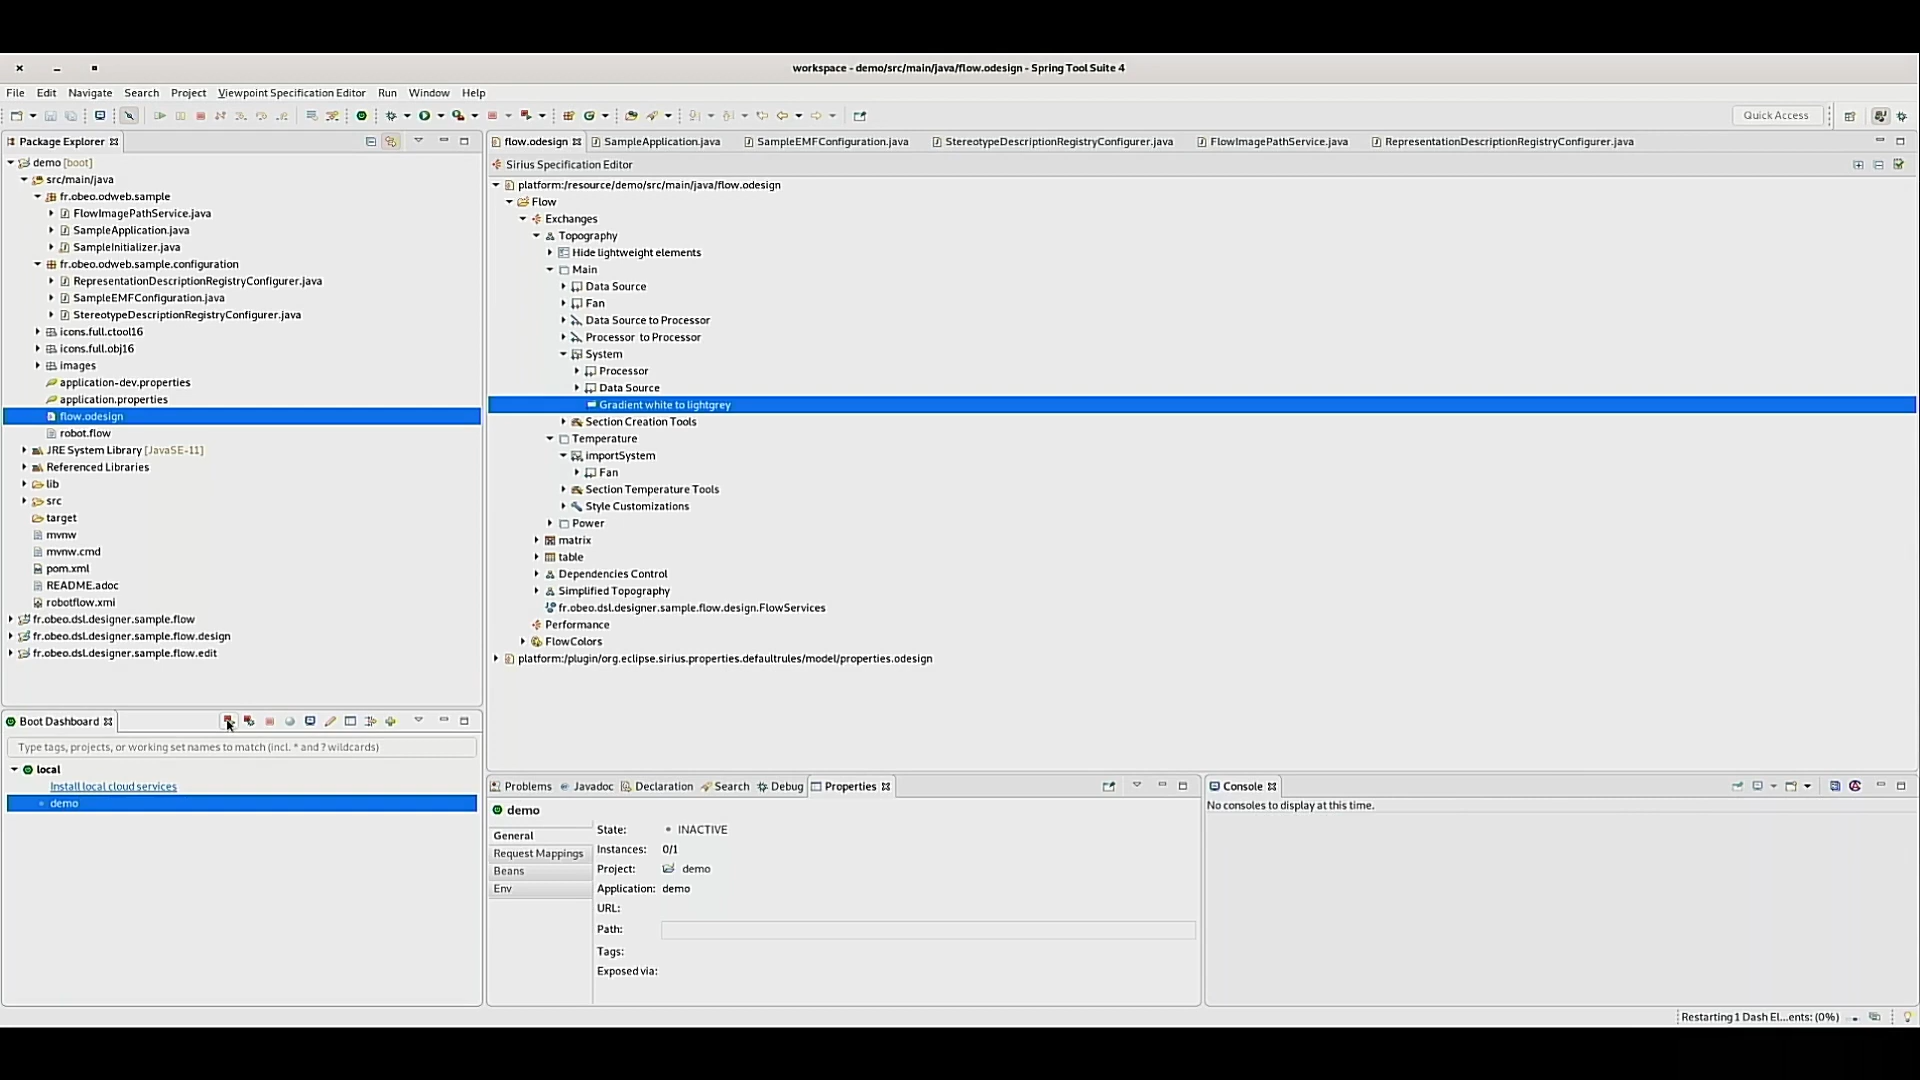 workspace - demo/src/main/java/flow.odesign - Spring Tool Suite 4
File Edit Navigate Search Project Viewpoint Specification Editor Run Window Help
Quick Access
Package Explorer
demo [boot]
src/main/java
fr.obeo.odweb.sample
FlowImagePathService.java
SampleApplication.java
SampleInitializer.java
fr.obeo.odweb.sample.configuration
RepresentationDescriptionRegistryConfigurer.java
SampleEMFConfiguration.java
StereotypeDescriptionRegistryConfigurer.java
icons.full.ctool16
icons.full.obj16
images
application-dev.properties
application.properties
flow.odesign
robot.flow
JRE System Library [JavaSE-11]
Referenced Libraries
lib
src
target
mvnw
mvnw.cmd
pom.xml
README.adoc
robotflow.xmi
fr.obeo.dsl.designer.sample.flow
fr.obeo.dsl.designer.sample.flow.design
fr.obeo.dsl.designer.sample.flow.edit
flow.odesign SampleApplication.java SampleEMFConfiguration.java StereotypeDescriptionRegistryConfigurer.java FlowImagePathService.java RepresentationDescriptionRegistryConfigurer.java
Sirius Specification Editor
platform:/resource/demo/src/main/java/flow.odesign
Flow
Exchanges
Topography
Hide lightweight elements
Main
Data Source
Fan
Data Source to Processor
Processor to Processor
System
Processor
Data Source
Gradient white to lightgrey
Section Creation Tools
Temperature
importSystem
Fan
Section Temperature Tools
Style Customizations
Power
matrix
table
Dependencies Control
Simplified Topography
fr.obeo.dsl.designer.sample.flow.design.FlowServices
Performance
FlowColors
platform:/plugin/org.eclipse.sirius.properties.defaultrules/model/properties.odesign
Boot Dashboard
Type tags, projects, or working set names to match (incl. * and ? wildcards)
local
Install local cloud services
demo
Problems Javadoc Declaration Search Debug Properties
demo
General
Request Mappings
Beans
Env
State: INACTIVE
Instances: 0/1
Project: demo
Application: demo
URL:
Path:
Tags:
Exposed via:
Console
No consoles to display at this time.
Restarting 1 Dash El...ents: (0%)